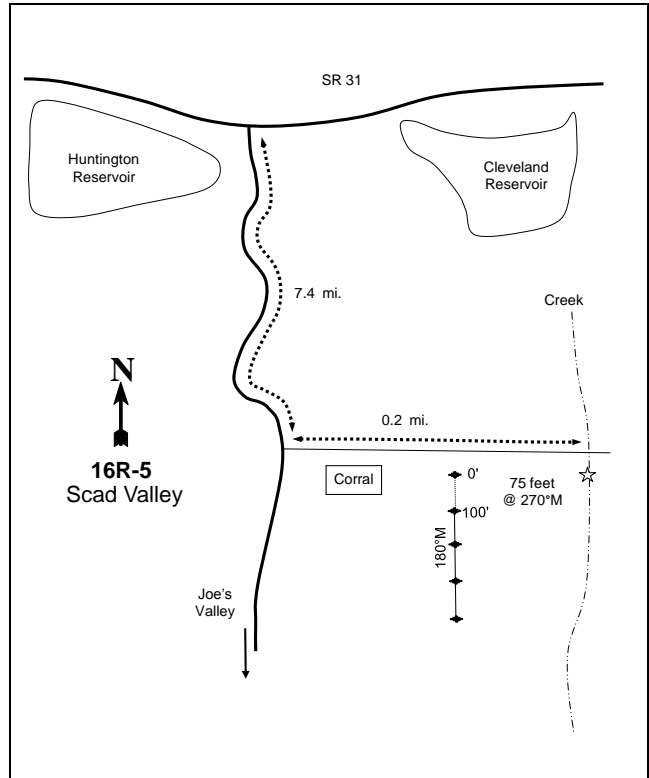 SR 31
Huntington
Reservoir
Cleveland
Reservoir
7.4 mi.
Creek
N
0.2 mi.
16R-5
Scad Valley
Corral
0'
75 feet
@ 270°M
100'
180°M
Joe's
Valley